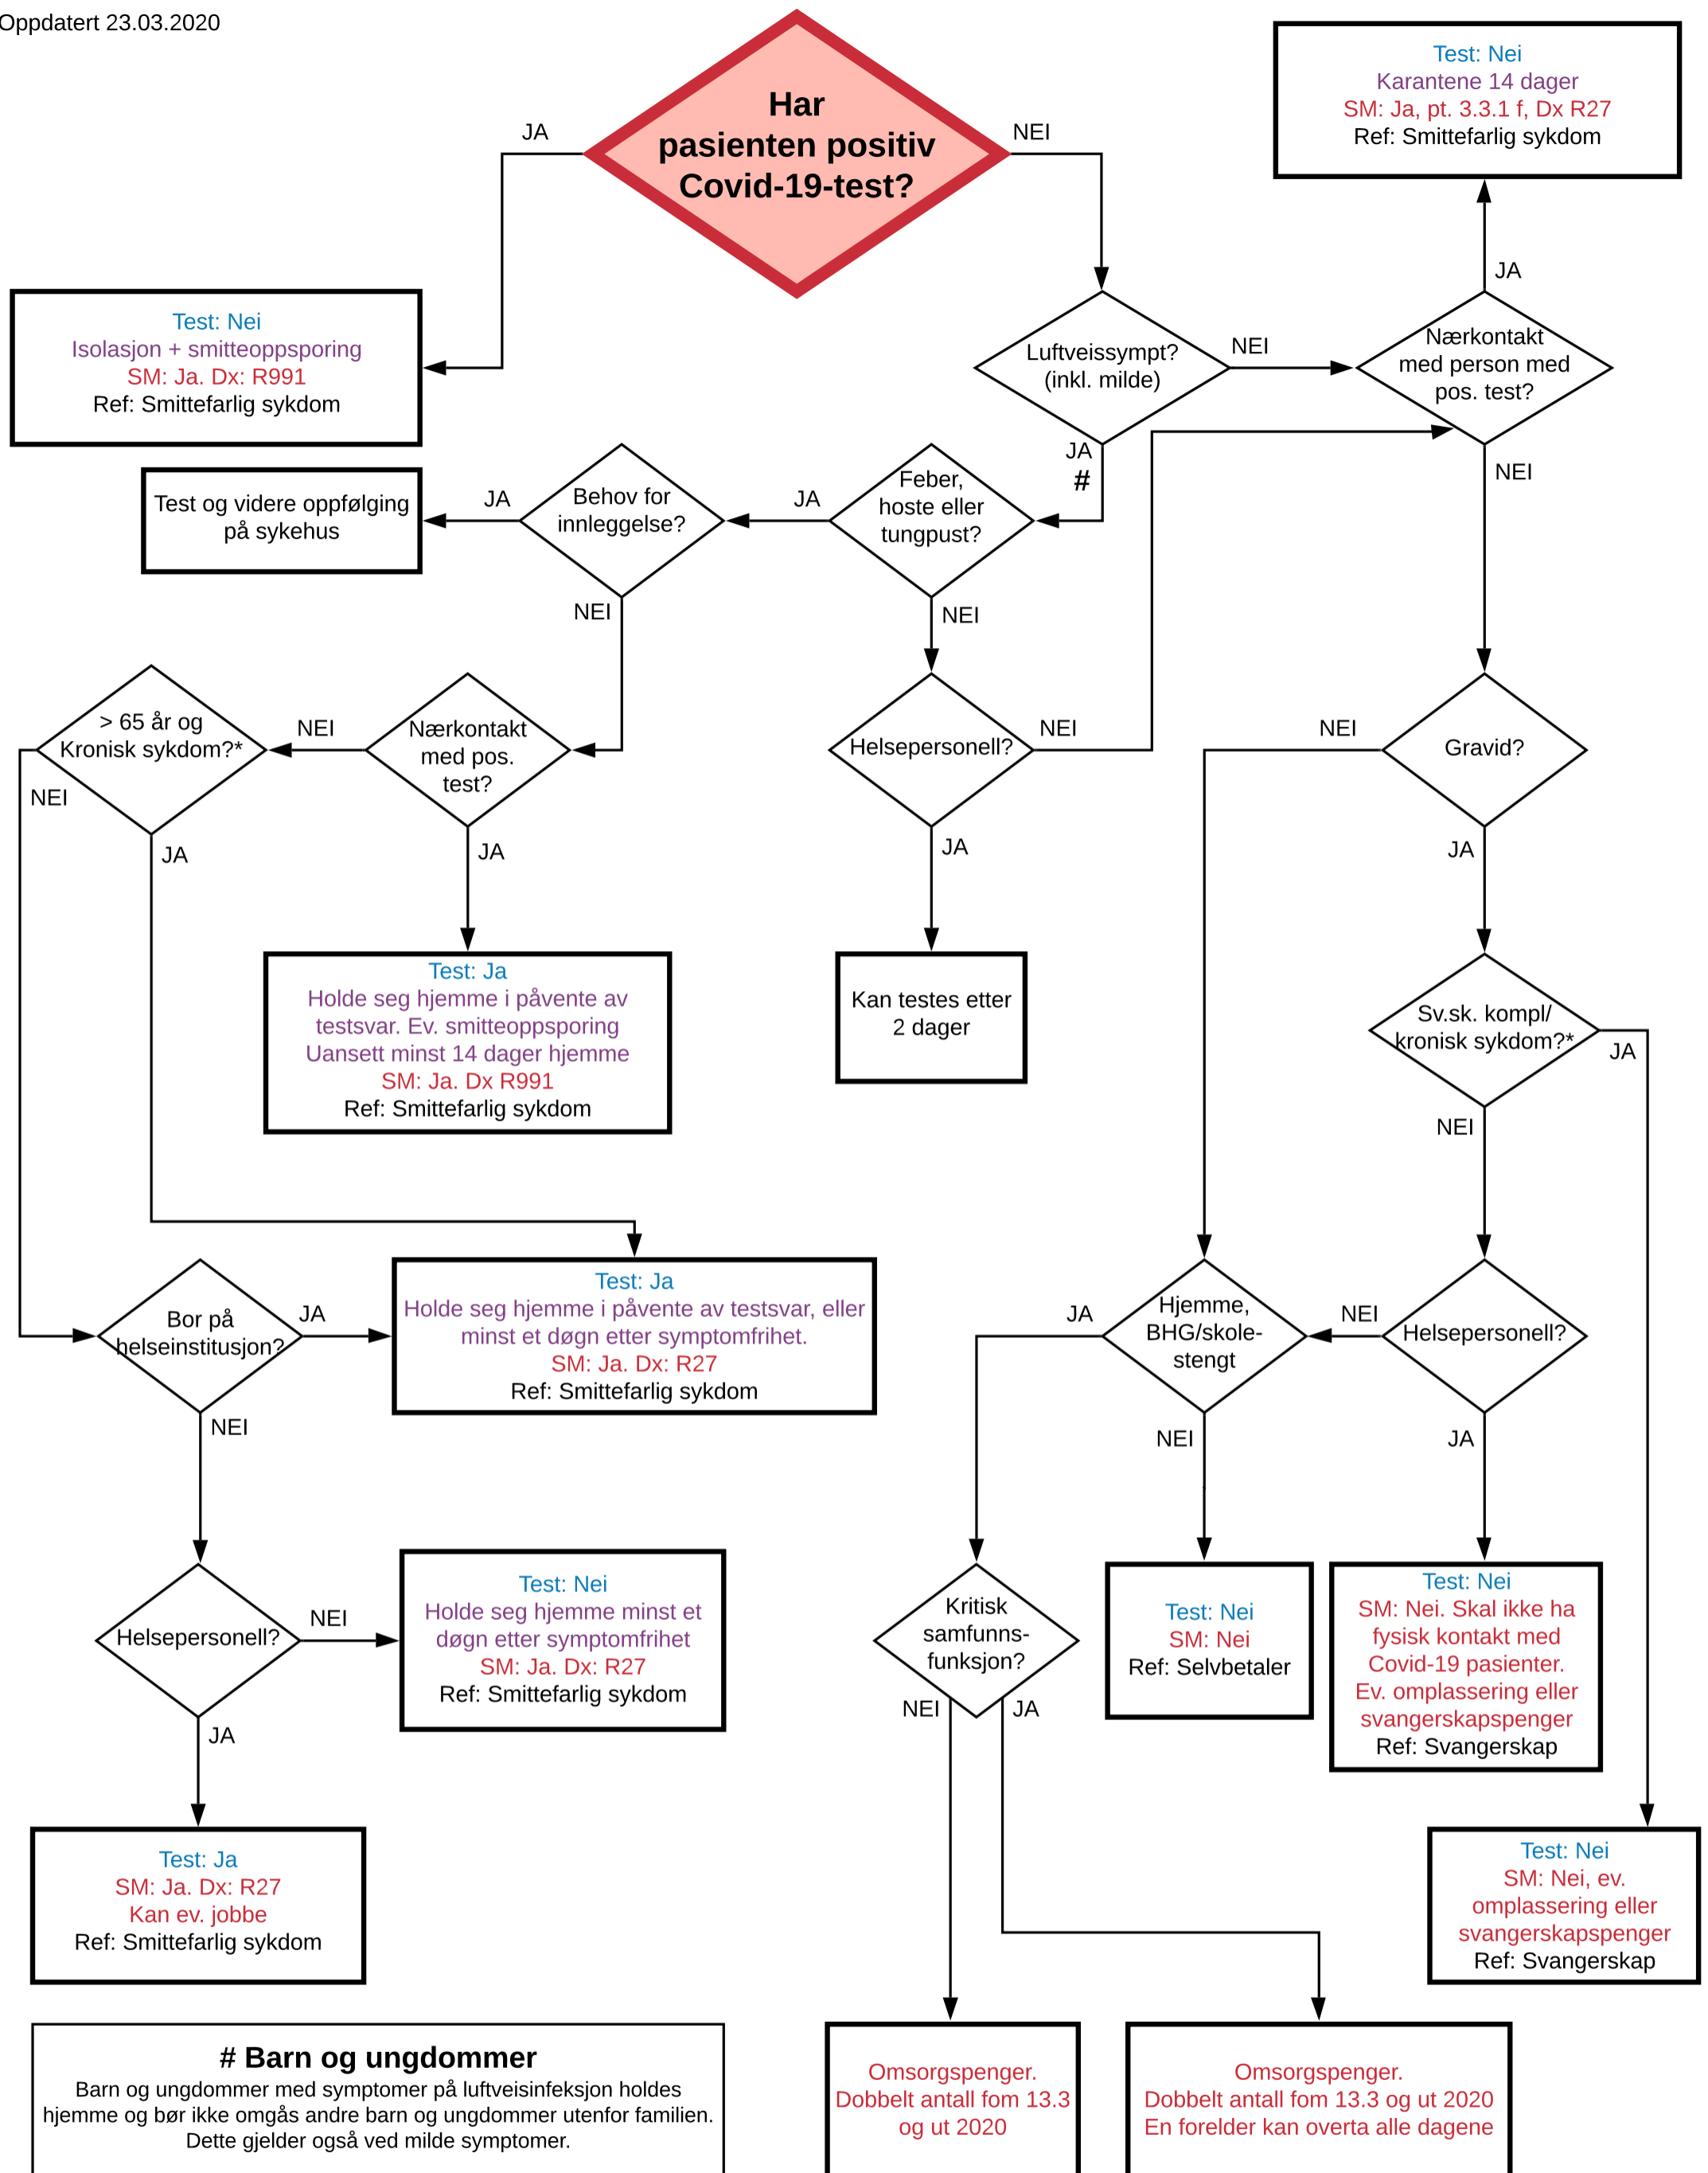 Oppdatert 23.03.2020
Har
pasienten positiv
Covid-19-test?
JA
NEI
Test: Nei
Karantene 14 dager
SM: Ja, pt. 3.3.1 f, Dx R27
Ref: Smittefarlig sykdom
JA
Test: Nei
Isolasjon + smitteoppsporing
SM: Ja. Dx: R991
Ref: Smittefarlig sykdom
Luftveissympt?
(inkl. milde)
NEI
Nærkontakt
med person med
pos. test?
JA
#
NEI
Test og videre oppfølging
på sykehus
JA
Behov for
innleggelse?
JA
Feber,
hoste eller
tungpust?
NEI
NEI
> 65 år og
Kronisk sykdom?*
NEI
Nærkontakt
med pos.
test?
Helsepersonell?
NEI
NEI
Gravid?
NEI
JA
JA
JA
JA
Test: Ja
Holde seg hjemme i påvente av
testsvar. Ev. smitteoppsporing
Uansett minst 14 dager hjemme
SM: Ja. Dx R991
Ref: Smittefarlig sykdom
Kan testes etter
2 dager
Sv.sk. kompl/
kronisk sykdom?*
JA
NEI
Bor på
helseinstitusjon?
JA
Test: Ja
Holde seg hjemme i påvente av testsvar, eller
minst et døgn etter symptomfrihet.
SM: Ja. Dx: R27
Ref: Smittefarlig sykdom
JA
Hjemme,
BHG/skole-
stengt
NEI
Helsepersonell?
NEI
NEI
JA
Helsepersonell?
NEI
Test: Nei
Holde seg hjemme minst et
døgn etter symptomfrihet
SM: Ja. Dx: R27
Ref: Smittefarlig sykdom
Kritisk
samfunns-
funksjon?
NEI
JA
Test: Nei
SM: Nei
Ref: Selvbetaler
Test: Nei
SM: Nei. Skal ikke ha
fysisk kontakt med
Covid-19 pasienter.
Ev. omplassering eller
svangerskapspenger
Ref: Svangerskap
JA
Test: Ja
SM: Ja. Dx: R27
Kan ev. jobbe
Ref: Smittefarlig sykdom
Test: Nei
SM: Nei, ev.
omplassering eller
svangerskapspenger
Ref: Svangerskap
# Barn og ungdommer
Barn og ungdommer med symptomer på luftveisinfeksjon holdes
hjemme og bør ikke omgås andre barn og ungdommer utenfor familien.
Dette gjelder også ved milde symptomer.
Omsorgspenger.
Dobbelt antall fom 13.3
og ut 2020
Omsorgspenger.
Dobbelt antall fom 13.3 og ut 2020
En forelder kan overta alle dagene